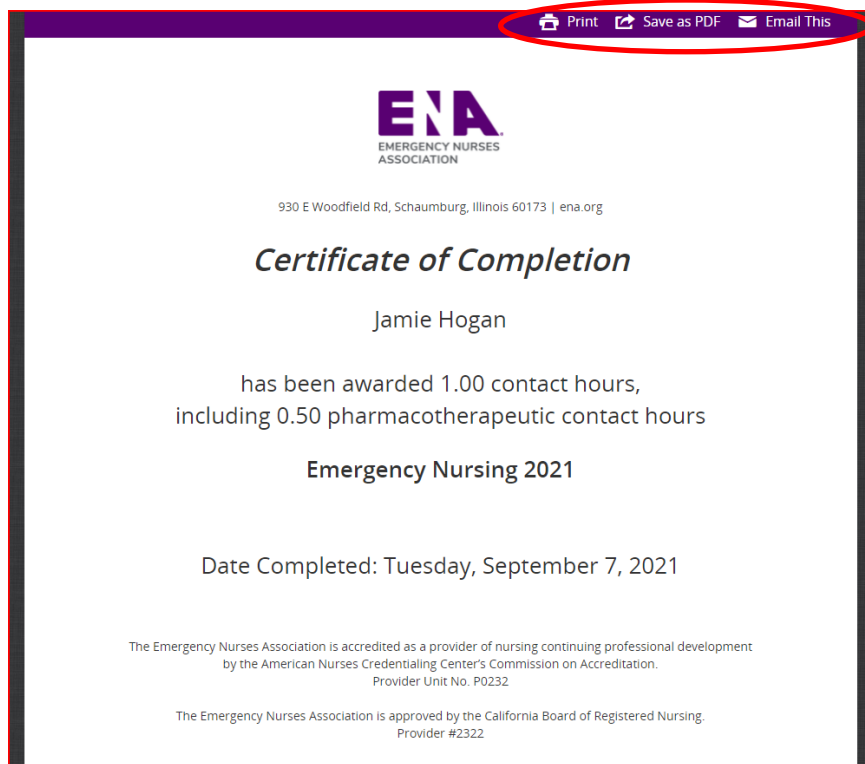 Print Save as PDF Email This
ENA
EMERGENCY NURSES
ASSOCIATION
930 E Woodfield Rd, Schaumburg, Illinois 60173 | ena.org
Certificate of Completion
Jamie Hogan
has been awarded 1.00 contact hours,
including 0.50 pharmacotherapeutic contact hours
Emergency Nursing 2021
Date Completed: Tuesday, September 7, 2021
The Emergency Nurses Association is accredited as a provider of nursing continuing professional development
by the American Nurses Credentialing Center's Commission on Accreditation.
Provider Unit No. P0232
The Emergency Nurses Association is approved by the California Board of Registered Nursing.
Provider #2322